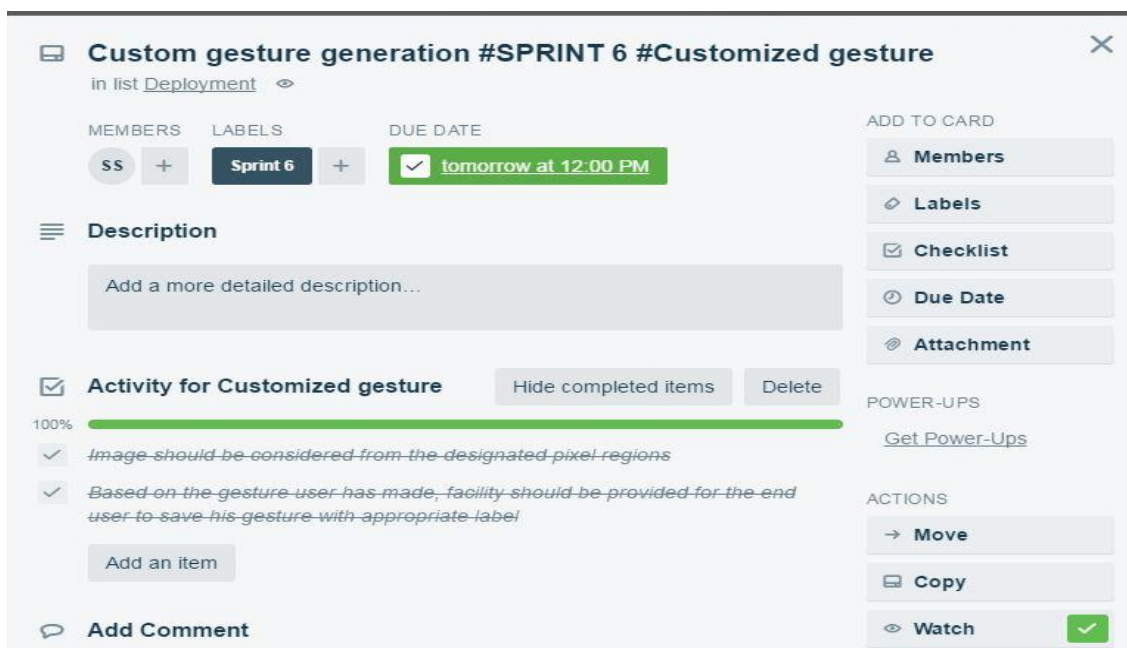 Custom gesture generation #SPRINT 6 #Customized gesture
in list Deployment
MEMBERS LABELS DUE DATE
SS + Sprint 6 + tomorrow at 12:00 PM
Description
Add a more detailed description...
Activity for Customized gesture Hide completed items Delete
100%
Image should be considered from the designated pixel regions
Based on the gesture user has made, facility should be provided for the end
user to save his gesture with appropriate label
Add an item
Add Comment
ADD TO CARD
Members
Labels
Checklist
Due Date
Attachment
POWER-UPS
Get Power-Ups
ACTIONS
Move
Copy
Watch